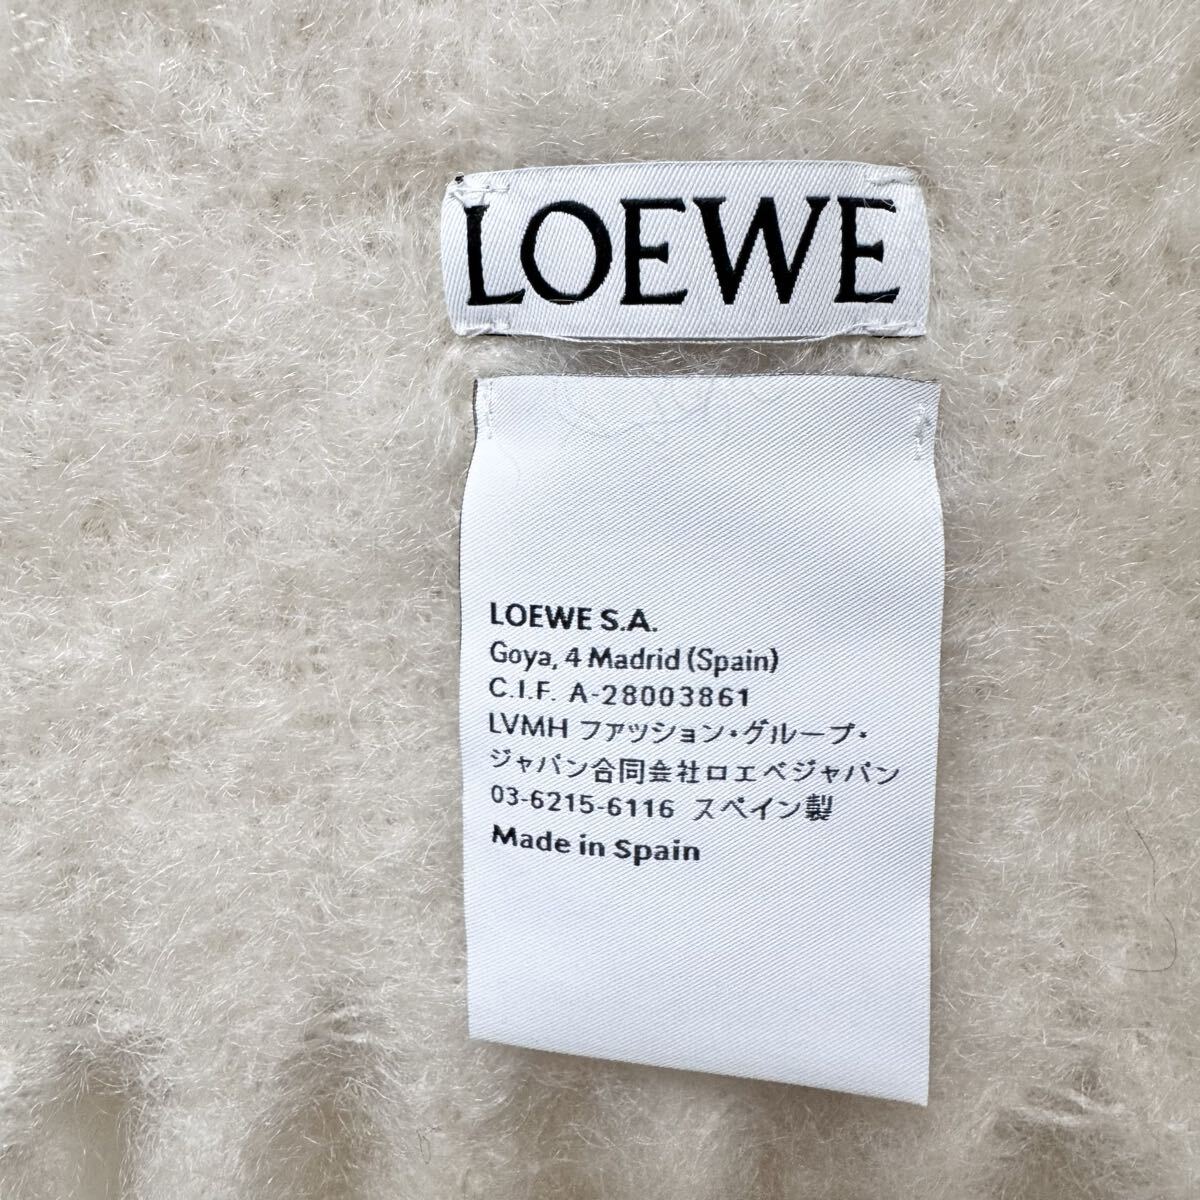 LOEWE
LOEWE S.A.
Goya, 4 Madrid (Spain)
C.I.F. A-28003861
LVMH ファッション・グループ・
ジャパン合同会社ロエベジャパン
03-6215-6116 スペイン製
Made in Spain